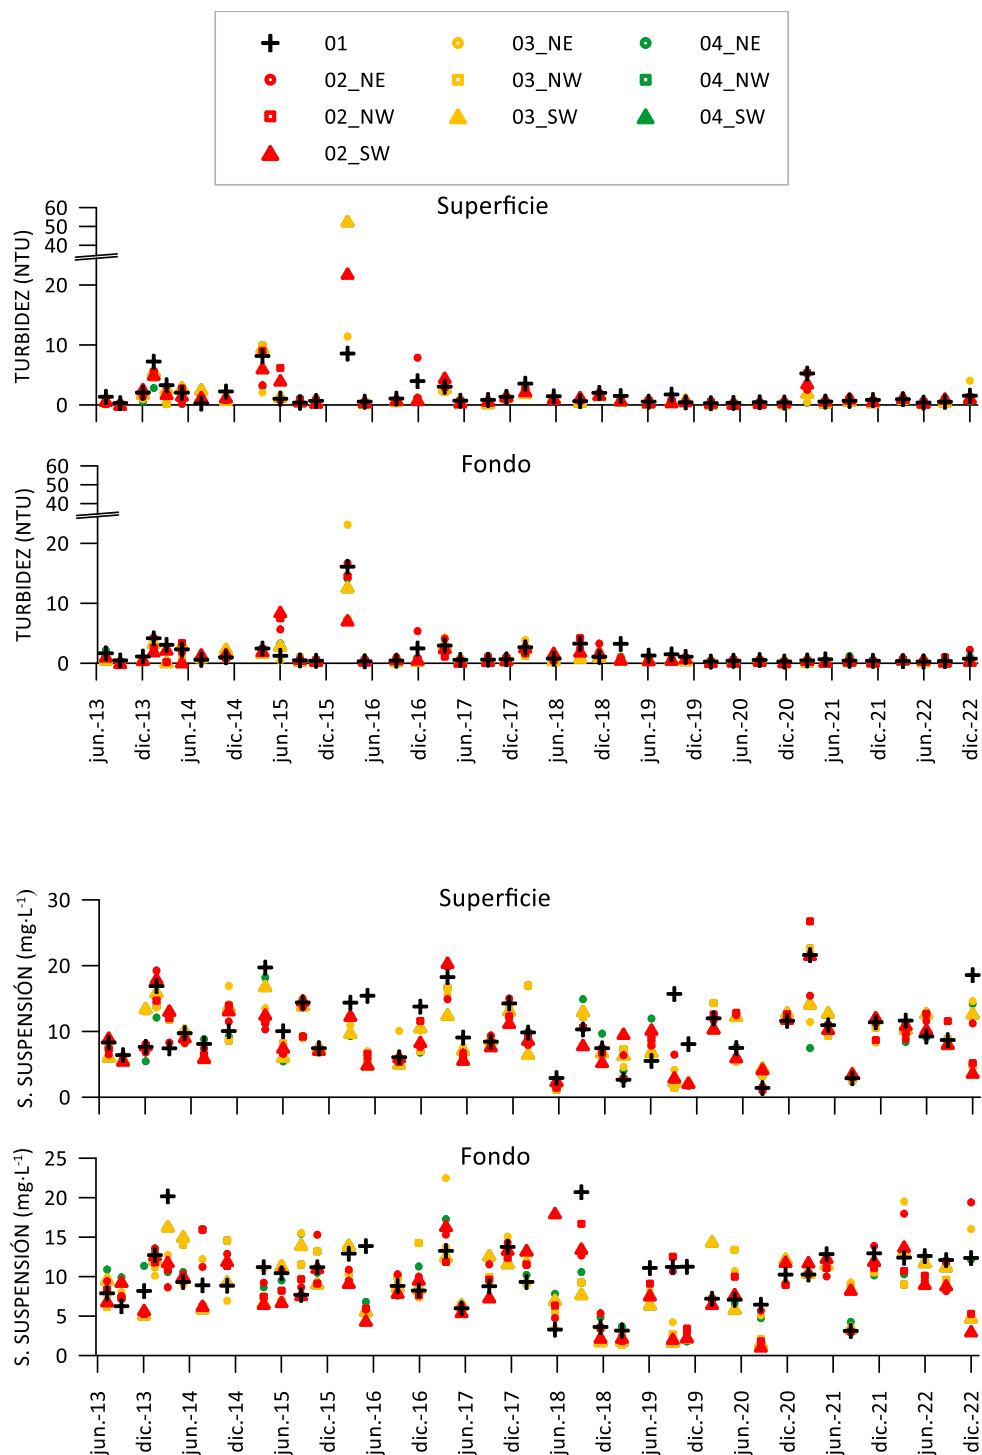 01 03_NE 04_NE
02_NE 03_NW 04_NW
02_NW 03_SW 04_SW
02_SW
Superficie
TURBIDEZ (NTU)
60
50
40
20
10
0
Fondo
TURBIDEZ (NTU)
60
50
40
20
10
0
jun.-13 dic.-13 jun.-14 dic.-14 jun.-15 dic.-15 jun.-16 dic.-16 jun.-17 dic.-17 jun.-18 dic.-18 jun.-19 dic.-19 jun.-20 dic.-20 jun.-21 dic.-21 jun.-22 dic.-22
Superficie
S. SUSPENSIÓN (mg·L⁻¹)
30
20
10
0
Fondo
S. SUSPENSIÓN (mg·L⁻¹)
25
20
15
10
5
0
jun.-13 dic.-13 jun.-14 dic.-14 jun.-15 dic.-15 jun.-16 dic.-16 jun.-17 dic.-17 jun.-18 dic.-18 jun.-19 dic.-19 jun.-20 dic.-20 jun.-21 dic.-21 jun.-22 dic.-22